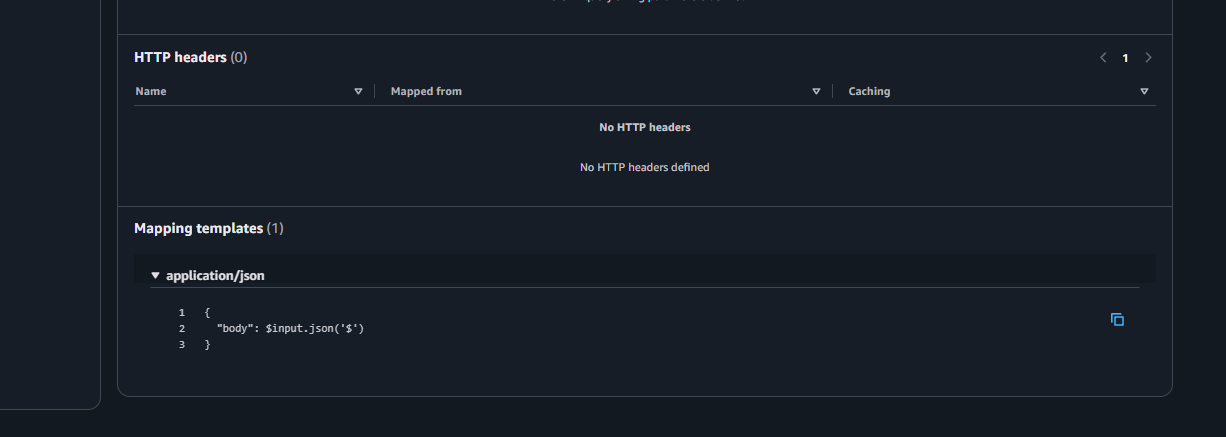 HTTP headers (0)
1
Name Mapped from Caching
No HTTP headers
No HTTP headers defined
Mapping templates (1)
application/json
1 {
2 "body": $input.json('$')
3 }